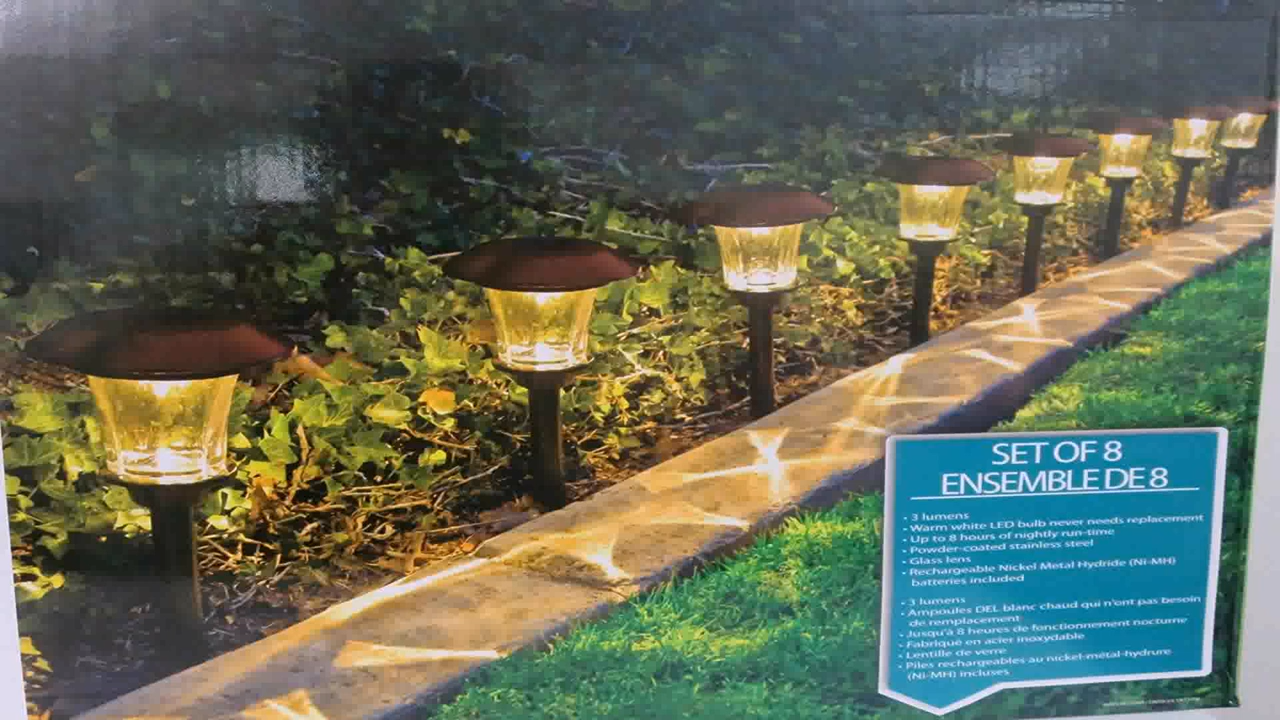 SET OF 8
ENSEMBLE DE 8
• 3 lumens
• Warm white LED bulb never needs replacement
• Up to 8 hours of nightly run-time
• Powder-coated stainless steel
• Glass lens
• Rechargeable Nickel Metal Hydride (Ni-MH)
batteries included
• 3 lumens
• Ampoules DEL blanc chaud qui n'ont pas besoin
de remplacement
• Jusqu'à 8 heures de fonctionnement nocturne
• Fabriqué en acier inoxydable
• Lentille de verre
• Piles rechargeables au nickel-métal-hydrure
(Ni-MH) incluses